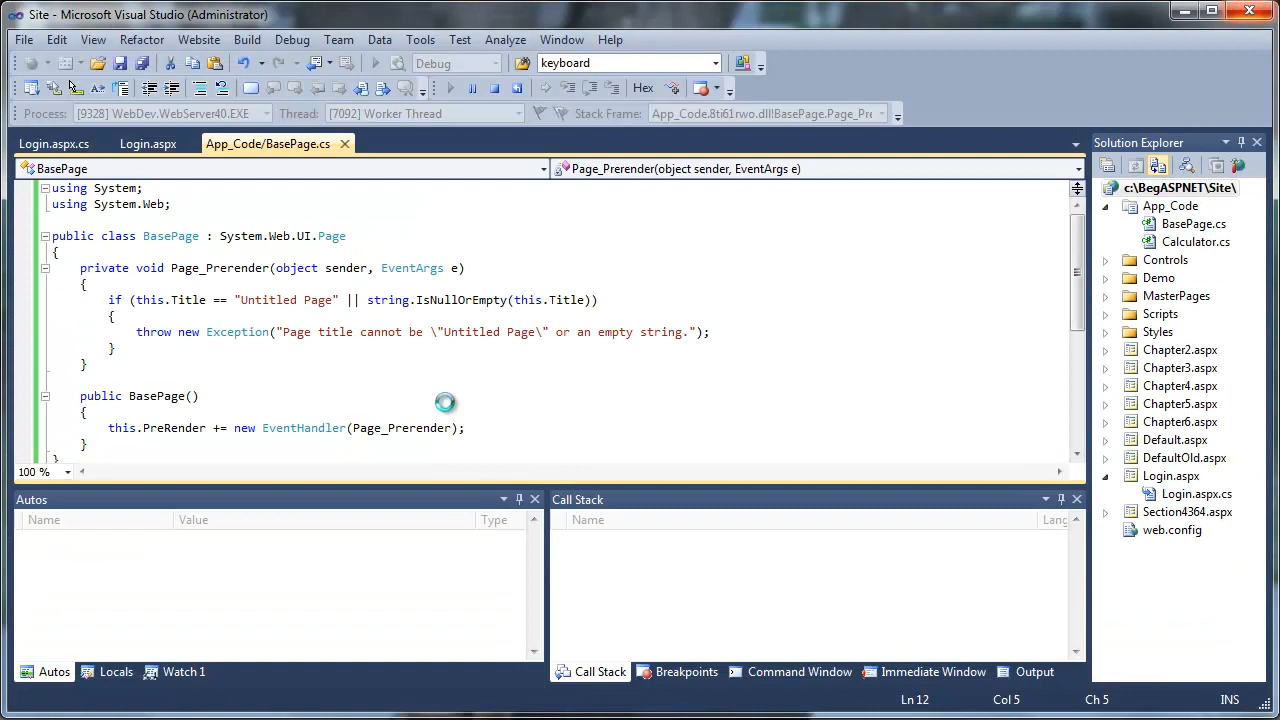 Site - Microsoft Visual Studio (Administrator)
File Edit View Refactor Website Build Debug Team Data Tools Test Analyze Window Help
Debug keyboard
Hex
Process: [9328] WebDev.WebServer40.EXE Thread: [7092] Worker Thread Stack Frame: App_Code.8ti61rwo.dll!BasePage.Page_Pre
Login.aspx.cs Login.aspx App_Code/BasePage.cs
BasePage Page_Prerender(object sender, EventArgs e)
using System;
using System.Web;
public class BasePage : System.Web.UI.Page
{
private void Page_Prerender(object sender, EventArgs e)
{
if (this.Title == "Untitled Page" || string.IsNullOrEmpty(this.Title))
{
throw new Exception("Page title cannot be \"Untitled Page\" or an empty string.");
}
}
public BasePage()
{
this.PreRender += new EventHandler(Page_Prerender);
}
}
100 %
Solution Explorer
c:\BegASPNET\Site\
App_Code
BasePage.cs
Calculator.cs
Controls
Demo
MasterPages
Scripts
Styles
Chapter2.aspx
Chapter3.aspx
Chapter4.aspx
Chapter5.aspx
Chapter6.aspx
Default.aspx
DefaultOld.aspx
Login.aspx
Login.aspx.cs
Section4364.aspx
web.config
Autos
Name Value Type
Call Stack
Name Lang
Autos Locals Watch 1
Call Stack Breakpoints Command Window Immediate Window Output
Ln 12 Col 5 Ch 5 INS